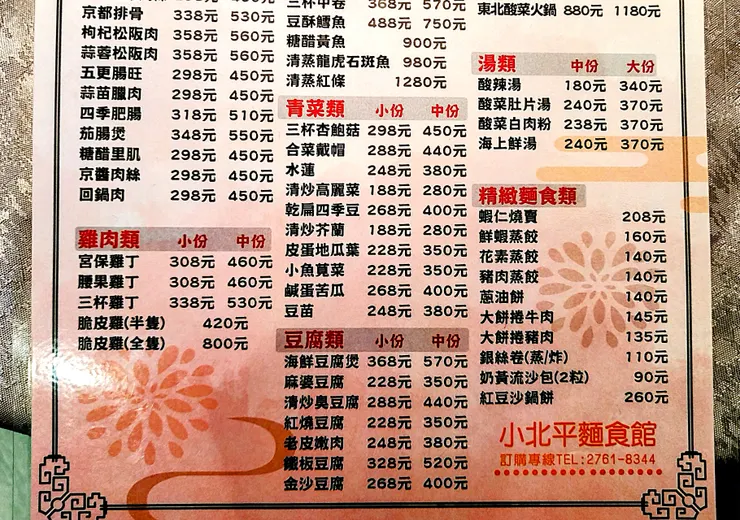 京都排骨 338元 530元
枸杞松阪肉 358元 560元
蒜蓉松阪肉 358元 560元
五更腸旺 298元 450元
蒜苗臘肉 298元 450元
四季肥腸 318元 510元
茄腸煲 348元 550元
糖醋里肌 298元 450元
京醬肉絲 298元 450元
回鍋肉 298元 450元
雞肉類 小份 中份
宮保雞丁 308元 460元
腰果雞丁 308元 460元
三杯雞丁 338元 530元
脆皮雞(半隻) 420元
脆皮雞(全隻) 800元
三杯中卷 368元 570元
豆酥鱈魚 488元 750元
糖醋黃魚 900元
清蒸龍虎石斑魚 980元
清蒸紅條 1280元
青菜類 小份 中份
三杯杏鮑菇 298元 450元
合菜戴帽 288元 440元
水蓮 248元 380元
清炒高麗菜 188元 280元
乾扁四季豆 268元 400元
清炒芥蘭 188元 280元
皮蛋地瓜葉 228元 350元
小魚莧菜 228元 350元
鹹蛋苦瓜 268元 400元
豆苗 248元 380元
豆腐類 小份 中份
海鮮豆腐煲 368元 570元
麻婆豆腐 228元 350元
清炒臭豆腐 288元 440元
紅燒豆腐 228元 350元
老皮嫩肉 248元 380元
鐵板豆腐 328元 520元
金沙豆腐 268元 400元
東北酸菜火鍋 880元 1180元
湯類 中份 大份
酸辣湯 180元 340元
酸菜肚片湯 240元 370元
酸菜白肉粉 238元 370元
海上鮮湯 240元 370元
精緻麵食類
蝦仁燒賣 208元
鮮蝦蒸餃 160元
花素蒸餃 140元
豬肉蒸餃 140元
蔥油餅 140元
大餅捲牛肉 145元
大餅捲豬肉 135元
銀絲卷(蒸/炸) 110元
奶黃流沙包(2粒) 90元
紅豆沙鍋餅 260元
小北平麵食館
訂購專線TEL:2761-8344